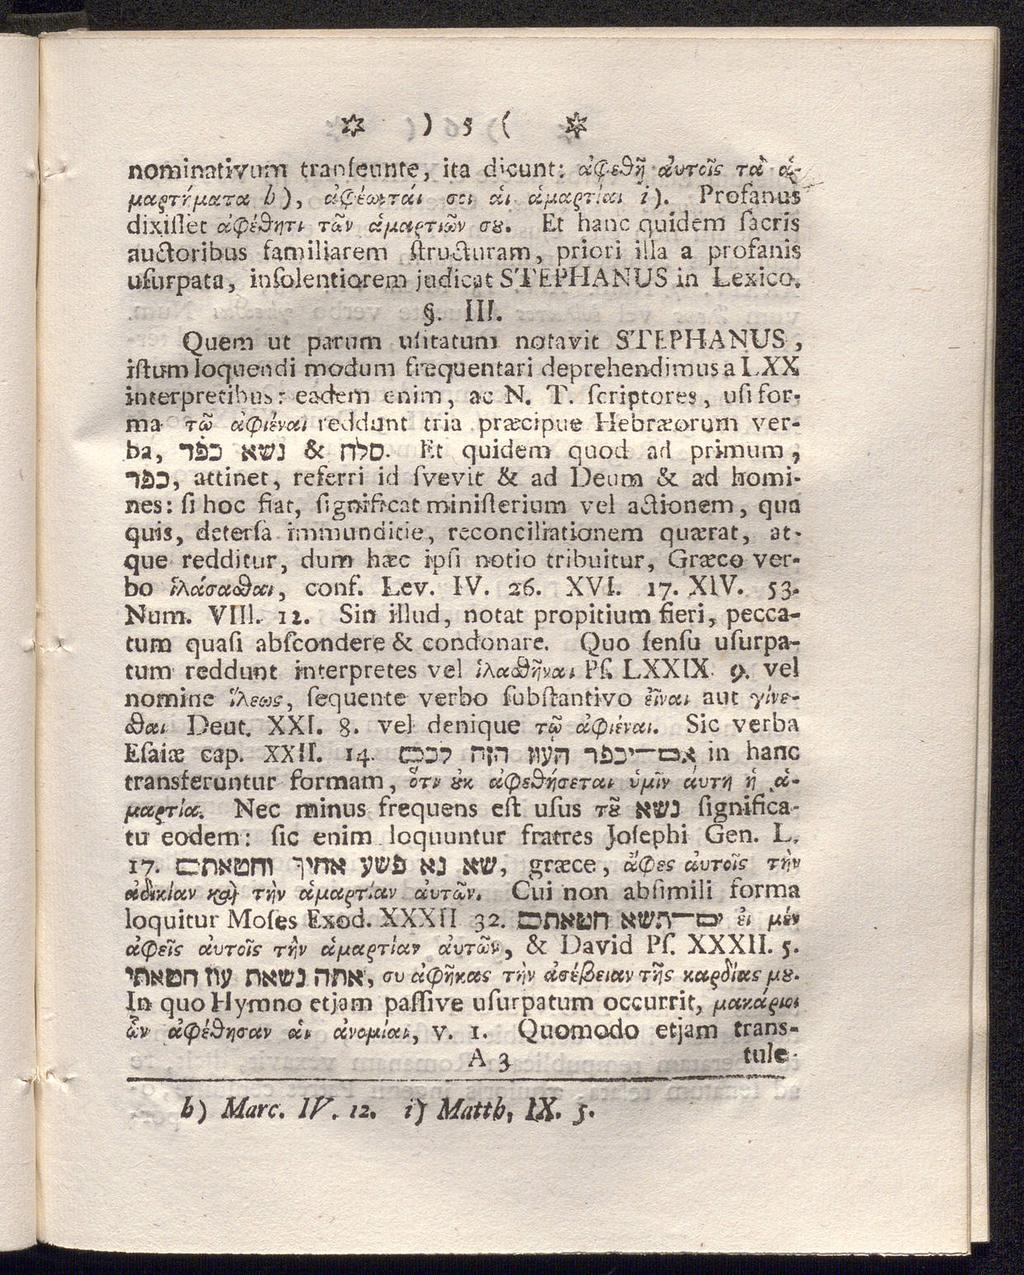 ✲ ) 5 ( ✲
nominativum tranſeunte, ita dicunt: ἀφεθῇ ἀυτοῖς τὰ ἁ-
μαρτήματα h), ἀφέωνται σοι ἁι ἁμαρτίαι i). Profanus
dixiſſet ἀφέθητι τῶν ἁμαρτιῶν σȣ. Et hanc quidem ſacris
auctoribus familiarem ſtructuram, priori illa a profanis
uſurpata, inſolentiorem judicat STEPHANUS in Lexico.
§. III.
Quem ut parum uſitatum notavit STEPHANUS,
iſtum loquendi modum frequentari deprehendimus a LXX
interpretibus: eadem enim, ac N. T. ſcriptores, uſi for-
ma τῶ ἀφιέναι reddunt tria præcipue Hebræorum ver-
ba, נשא כפר & סלח. Et quidem quod ad primum,
כפר, attinet, referri id ſvevit & ad Deum & ad homi-
nes: ſi hoc fiat, ſignificat miniſterium vel actionem, qua
quis, deterſa immunditie, reconciliationem quærat, at-
que redditur, dum hæc ipſi notio tribuitur, Græco ver-
bo ἱλάσασθαι, conf. Lev. IV. 26. XVI. 17. XIV. 53.
Num. VIII. 12. Sin illud, notat propitium fieri, pecca-
tum quaſi abſcondere & condonare. Quo ſenſu uſurpa-
tum reddunt interpretes vel ἱλαθῆναι Pſ. LXXIX. 9. vel
nomine ἵλεως, ſequente verbo ſubſtantivo εἶναι aut γίνε-
θαι Deut. XXI. 8. vel denique τῶ ἀφιέναι. Sic verba
Eſaiæ cap. XXII. 14. אם־יכפר העון הזה לכם in hanc
transferuntur formam, ὅτι ȣκ ἀφεθήσεται ὑμῖν ἁυτη ἡ ἁ-
μαρτία. Nec minus frequens eſt uſus τȣ̃ נשא ſignifica-
tu eodem: ſic enim loquuntur fratres Joſephi Gen. L.
17. שא נא פשע אחיך וחטאתם, græce, ἄφες ἀυτοῖς τὴν
ἀδικίαν καὶ τὴν ἁμαρτίαν ἀυτῶν. Cui non abſimili forma
loquitur Moſes Exod. XXXII 32. אם־תשא חטאתם ἐι μὲν
ἀφεῖς ἀυτοῖς τὴν ἁμαρτίαν ἀυτῶν, & David Pſ. XXXII. 5.
אתה נשאת עון חטאתי, συ ἀφῆκας τὴν ἀσέβειαν τῆς καρδίας μȣ.
In quo Hymno etjam paſſive uſurpatum occurrit, μακάριοι
ὧν ἀφέθησαν ἁι ἀνομίαι, v. 1. Quomodo etjam trans-
A 3 tule-
h) Marc. IV. 12. i) Matth, IX. 5.